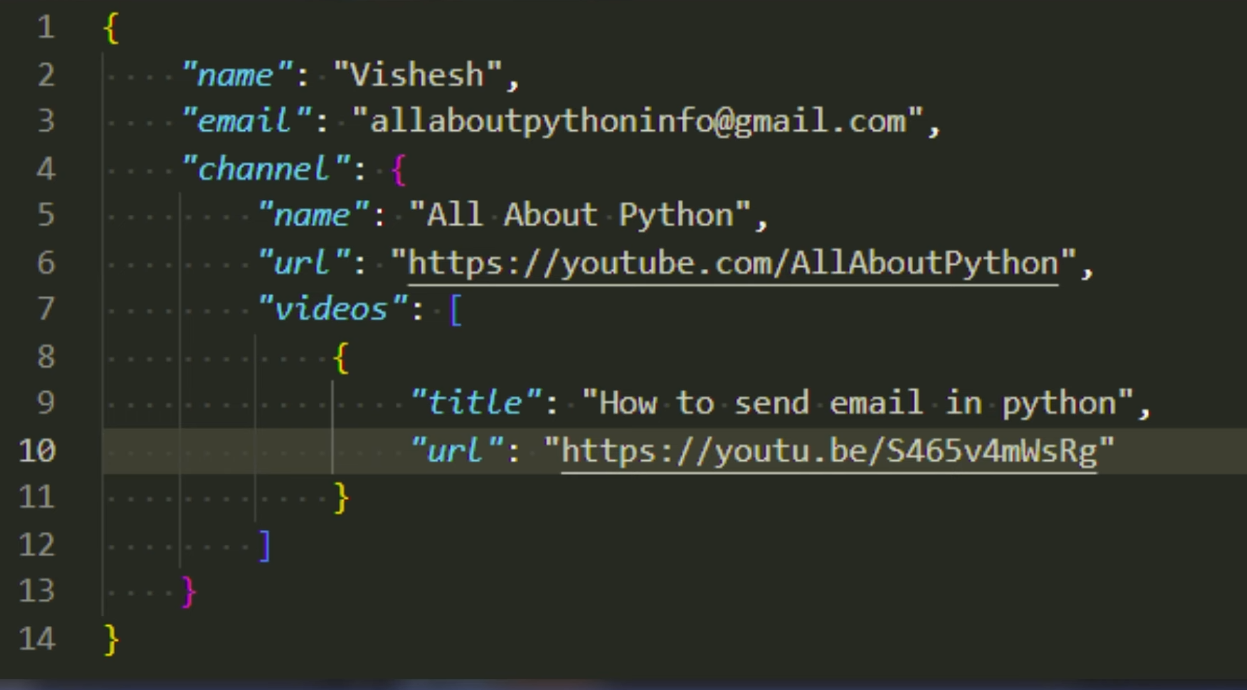 1 {
2     "name": "Vishesh",
3     "email": "allaboutpythoninfo@gmail.com",
4     "channel": {
5         "name": "All About Python",
6         "url": "https://youtube.com/AllAboutPython",
7         "videos": [
8             {
9                 "title": "How to send email in python",
10                 "url": "https://youtu.be/S465v4mWsRg"
11             }
12         ]
13     }
14 }